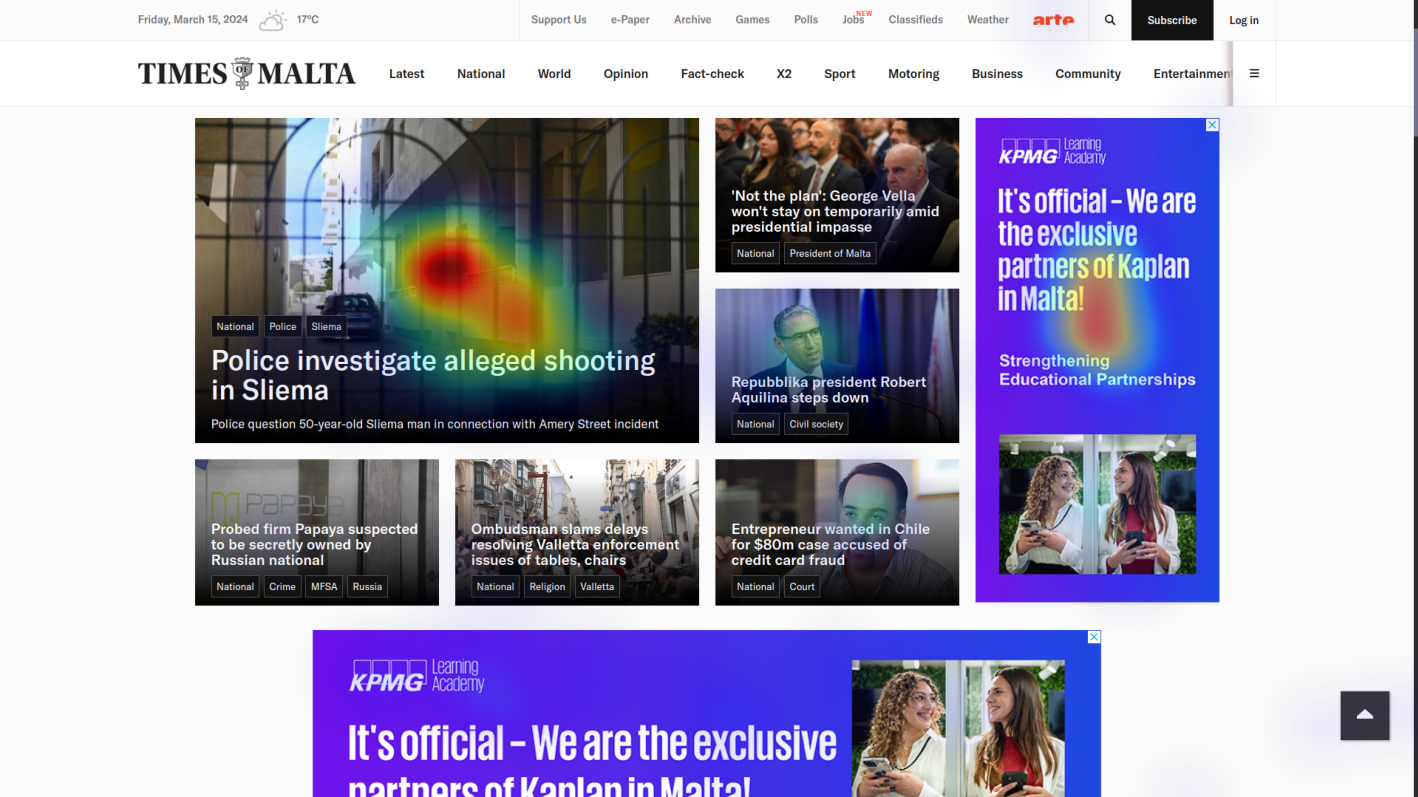 Friday, March 15, 2024 17°C
Support Us e-Paper Archive Games Polls Jobs NEW Classifieds Weather arte Subscribe Log in
TIMES OF MALTA
Latest National World Opinion Fact-check X2 Sport Motoring Business Community Entertainmen
National Police Sliema
Police investigate alleged shooting
in Sliema
Police question 50-year-old Sliema man in connection with Amery Street incident
'Not the plan': George Vella
won't stay on temporarily amid
presidential impasse
National President of Malta
Repubblika president Robert
Aquilina steps down
National Civil society
KPMG Learning
Academy
It's official – We are
the exclusive
partners of Kaplan
in Malta!
Strengthening
Educational Partnerships
PAPAYA
Probed firm Papaya suspected
to be secretly owned by
Russian national
National Crime MFSA Russia
Ombudsman slams delays
resolving Valletta enforcement
issues of tables, chairs
National Religion Valletta
Entrepreneur wanted in Chile
for $80m case accused of
credit card fraud
National Court
KPMG Learning
Academy
It's official – We are the exclusive
partners of Kaplan in Malta!